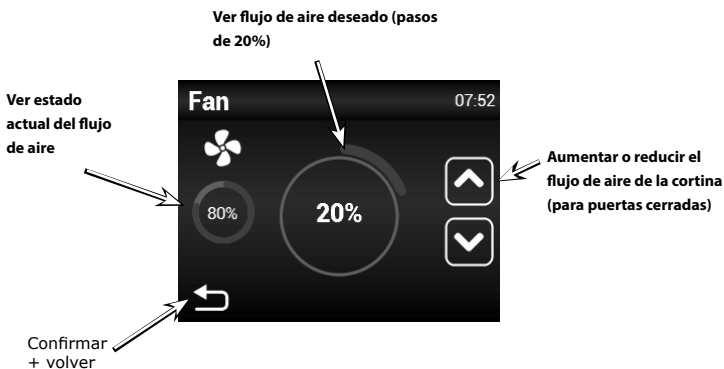 Ver flujo de aire deseado (pasos
de 20%)
Ver estado
actual del flujo
de aire
Fan
07:52
80%
20%
Aumentar o reducir el
flujo de aire de la cortina
(para puertas cerradas)
Confirmar
+ volver